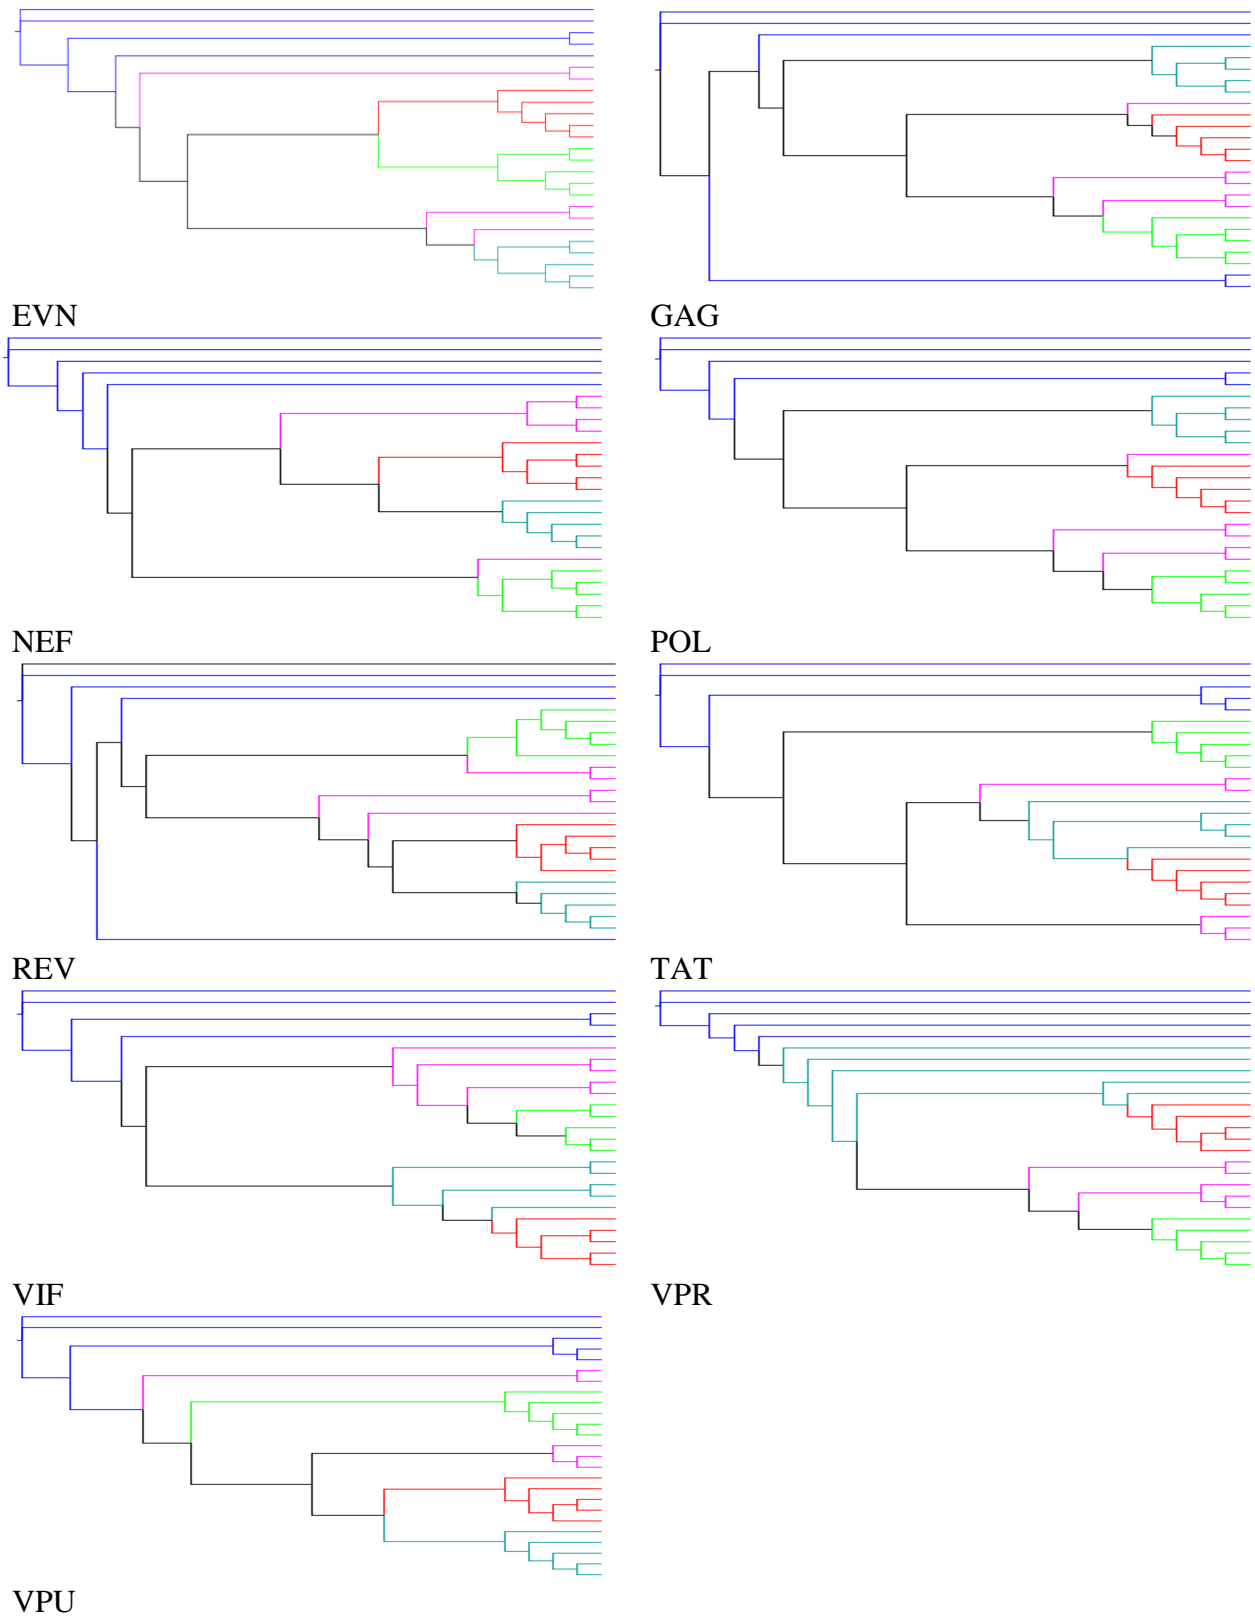 EVN
GAG
NEF
POL
REV
TAT
VIF
VPR
VPU